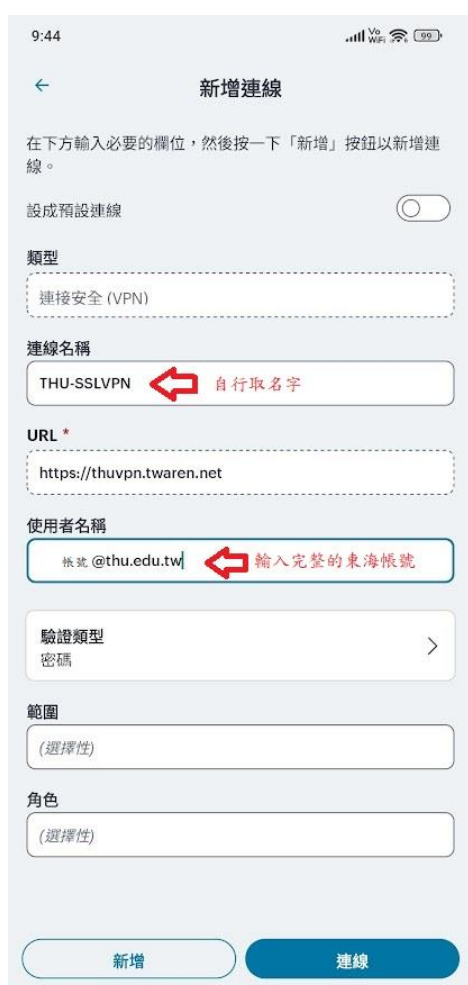 9:44
Vo WiFi 99
新增連線
在下方輸入必要的欄位，然後按一下「新增」按鈕以新增連
線。
設成預設連線
類型
連接安全 (VPN)
連線名稱
THU-SSLVPN 自行取名字
URL *
https://thuvpn.twaren.net
使用者名稱
帳號 @thu.edu.tw 輸入完整的東海帳號
驗證類型
密碼
範圍
(選擇性)
角色
(選擇性)
新增 連線